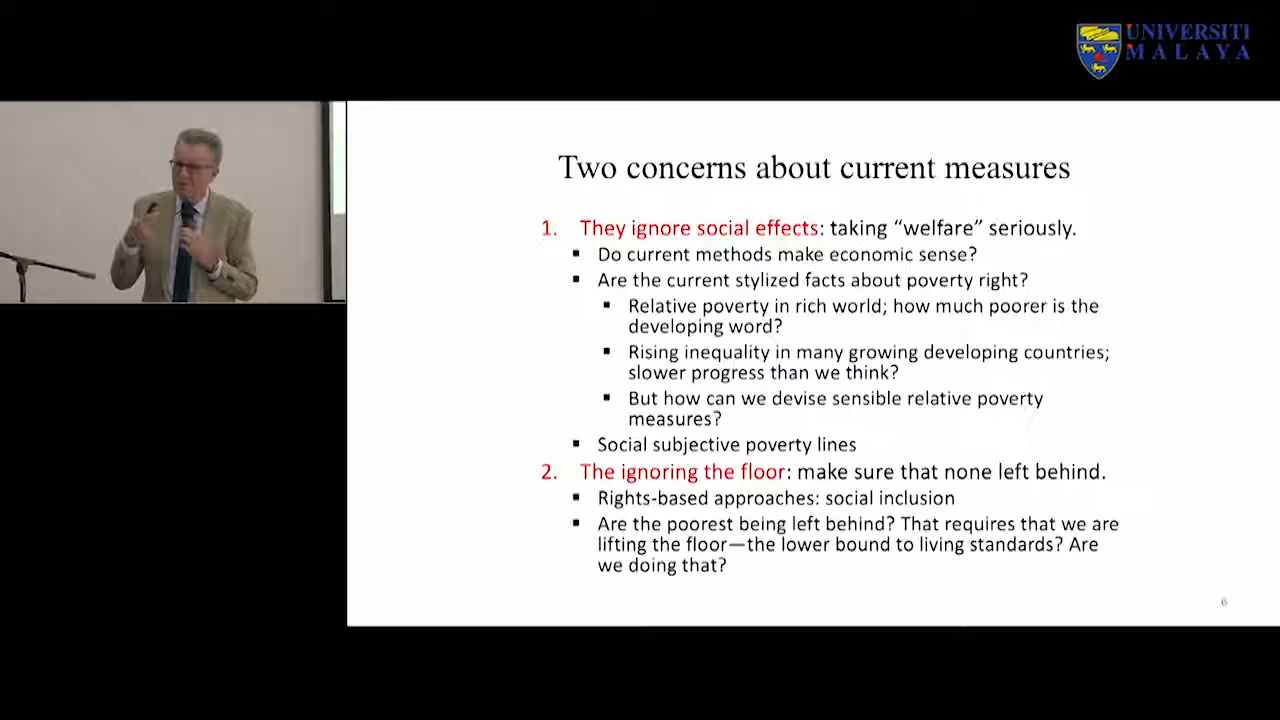 UNIVERSITI
MALAYA
Two concerns about current measures
1. They ignore social effects: taking “welfare” seriously.
▪ Do current methods make economic sense?
▪ Are the current stylized facts about poverty right?
▪ Relative poverty in rich world; how much poorer is the
developing word?
▪ Rising inequality in many growing developing countries;
slower progress than we think?
▪ But how can we devise sensible relative poverty
measures?
▪ Social subjective poverty lines
2. The ignoring the floor: make sure that none left behind.
▪ Rights-based approaches: social inclusion
▪ Are the poorest being left behind? That requires that we are
lifting the floor—the lower bound to living standards? Are
we doing that?
6